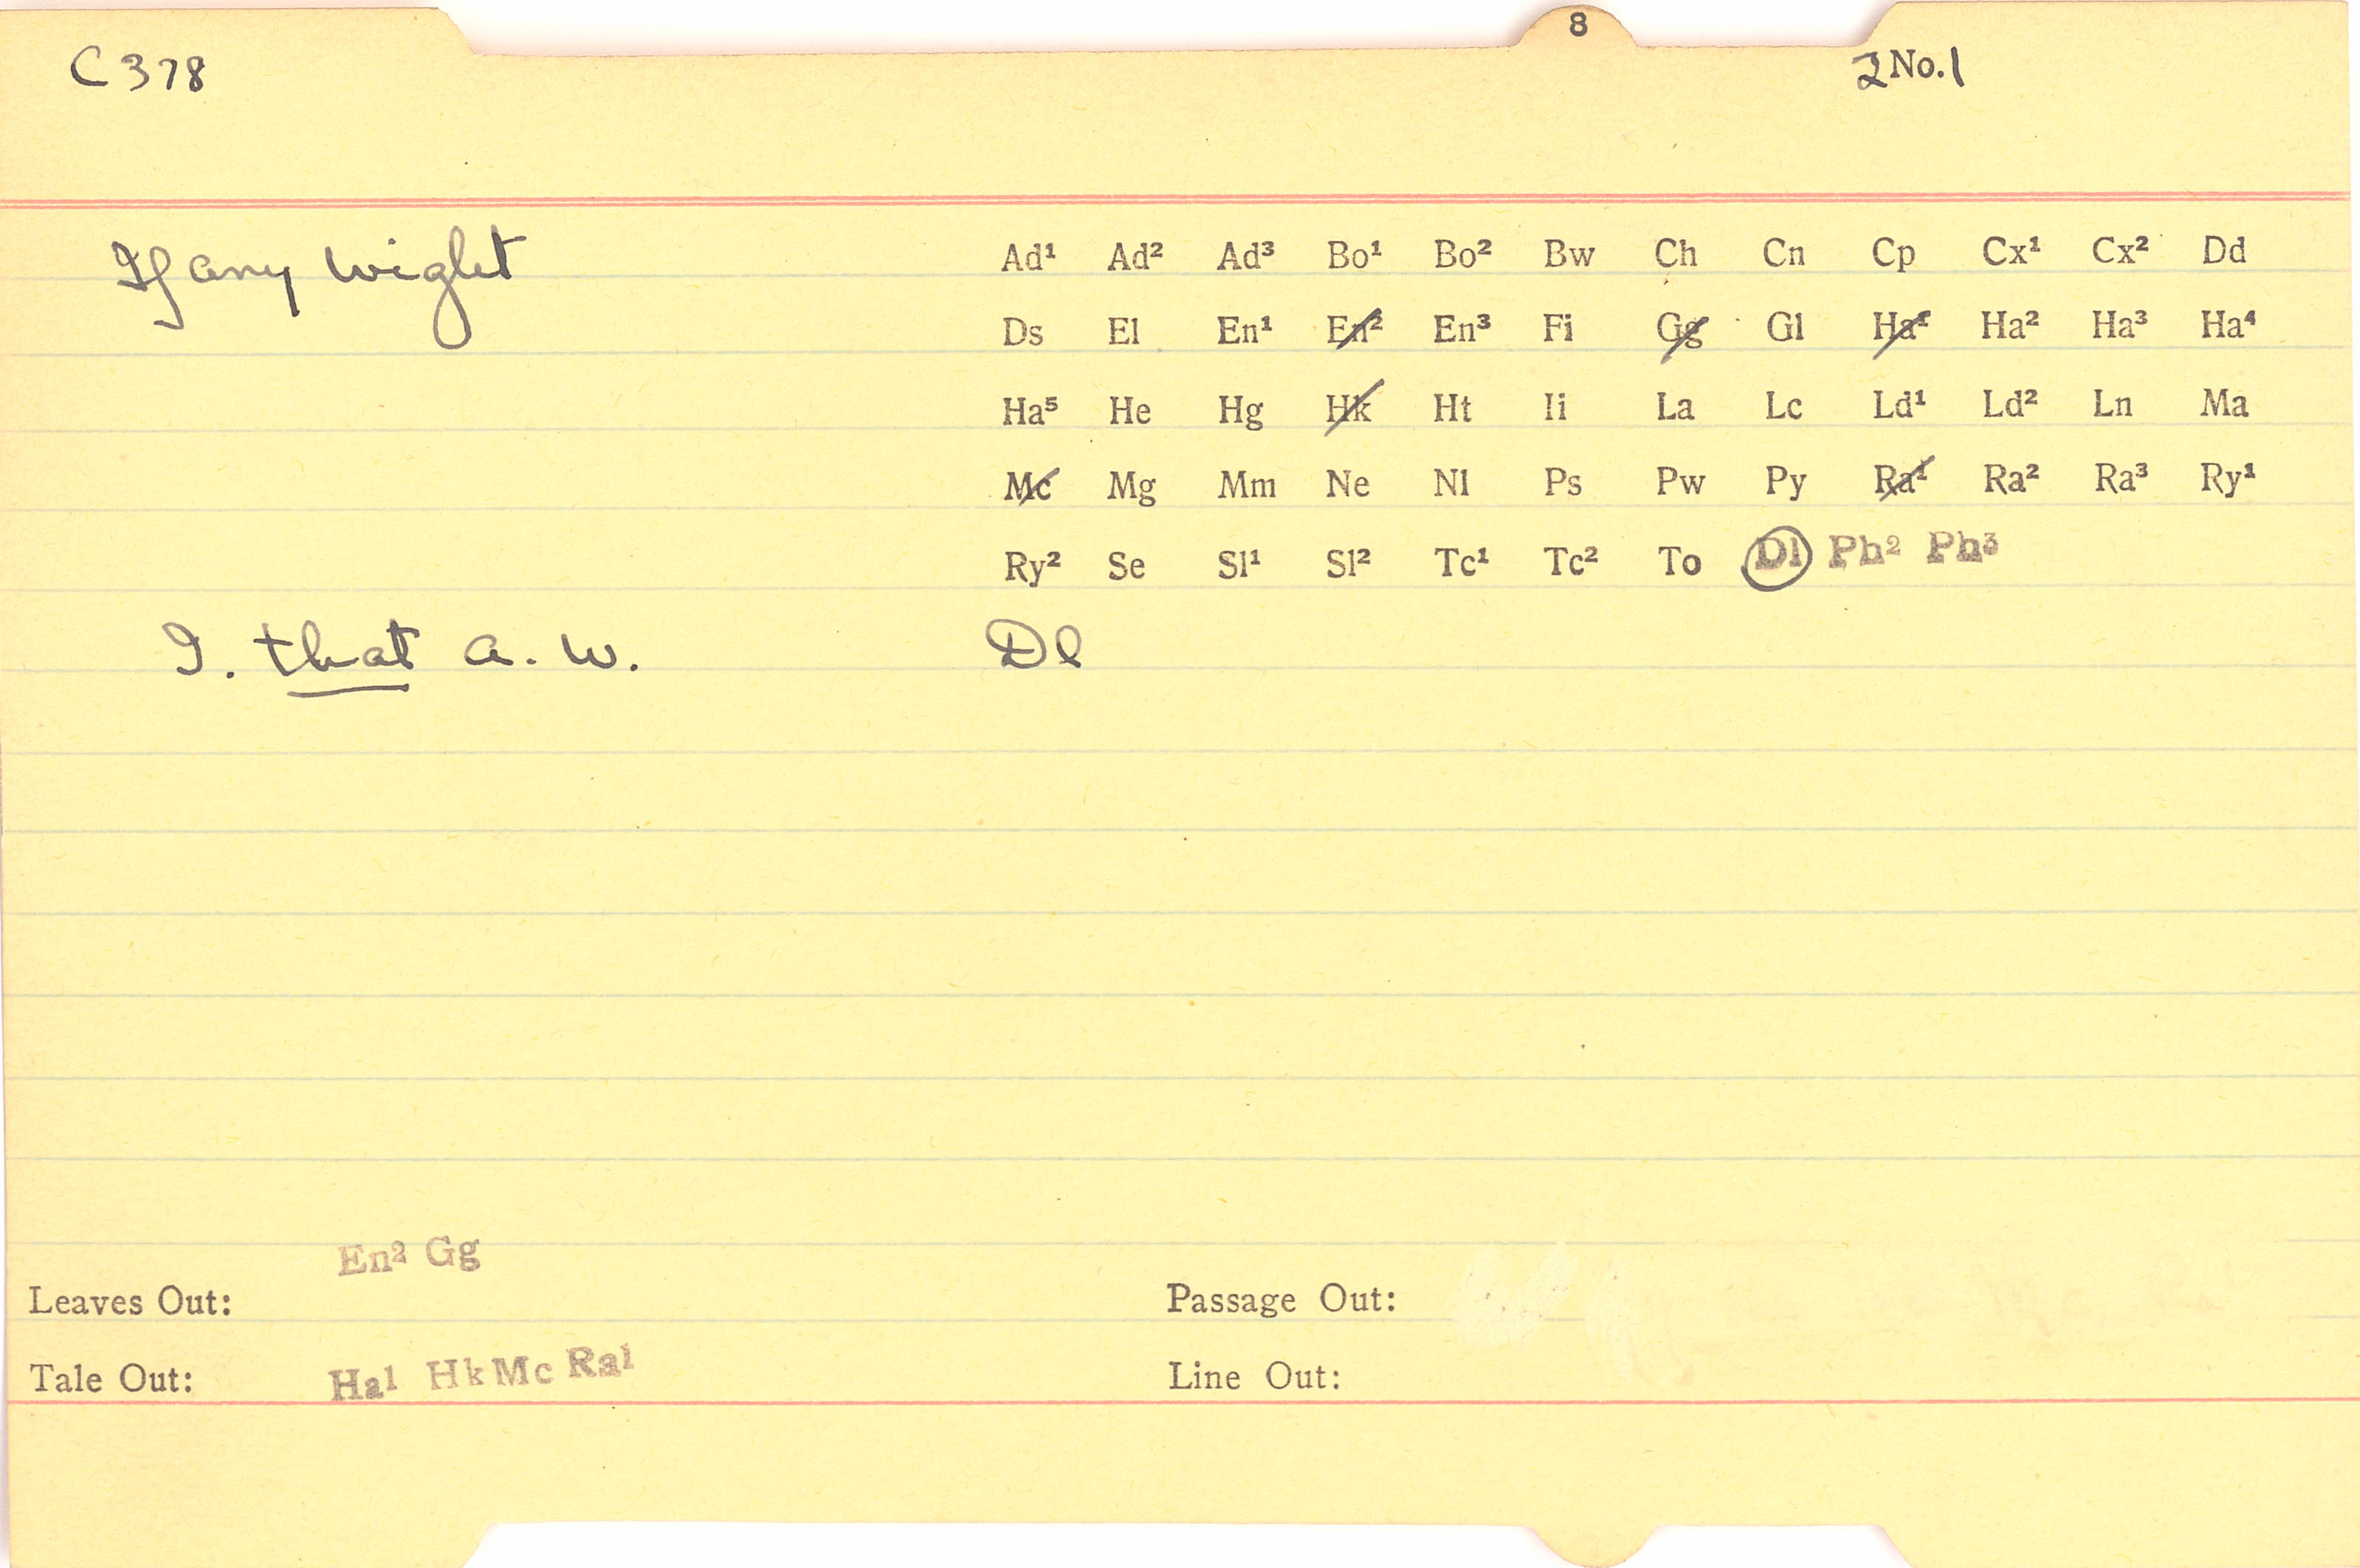 8
C 378 2 No. 1
If any wight Ad¹ Ad² Ad³ Bo¹ Bo² Bw Ch Cn Cp Cx¹ Cx² Dd
Ds El En¹ En² En³ Fi Gg Gl Ha¹ Ha² Ha³ Ha⁴
Ha⁵ He Hg Hk Ht Ii La Lc Ld¹ Ld² Ln Ma
Mc Mg Mm Ne Nl Ps Pw Py Ra¹ Ra² Ra³ Ry¹
Ry² Se Sl¹ Sl² Tc¹ Tc² To Dl Ph² Ph³
I. that a. w. Dl
En² Gg
Leaves Out: Passage Out:
Tale Out: Ha¹ Hk Mc Ra¹ Line Out: